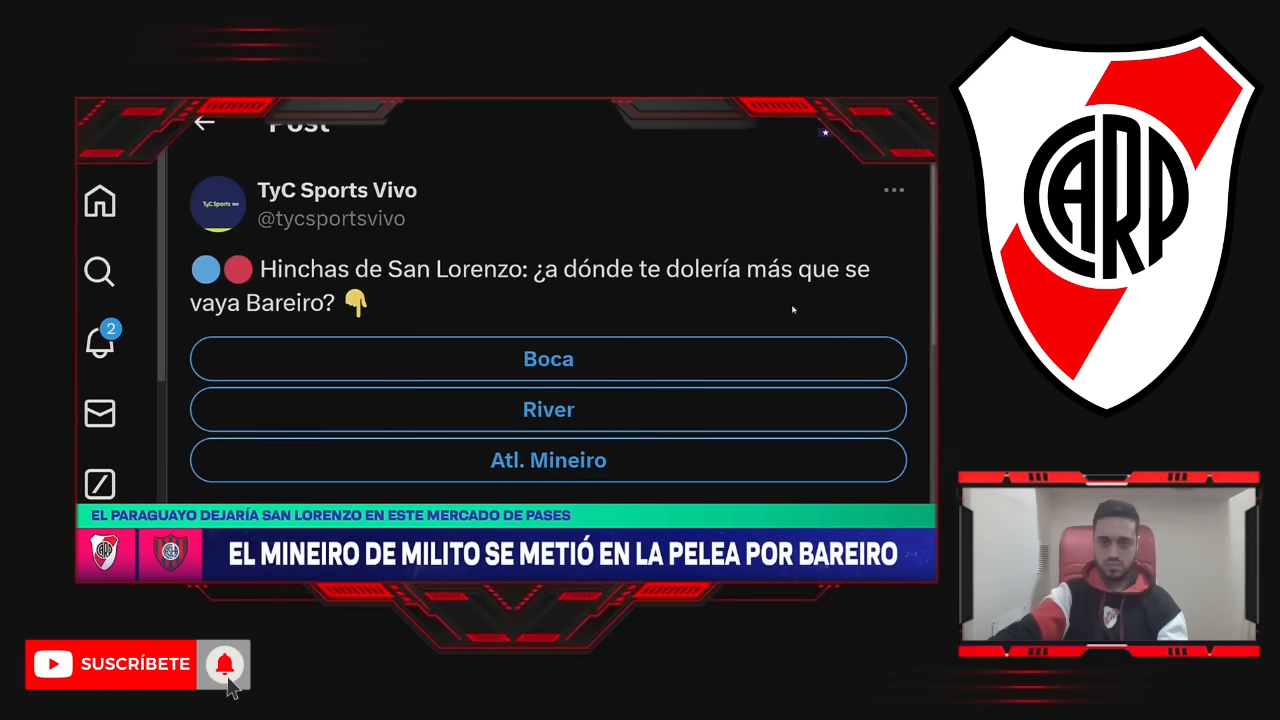 Post
TyC Sports Vivo
@tycsportsvivo
TyC Sports
Hinchas de San Lorenzo: ¿a dónde te dolería más que se
vaya Bareiro?
2
Boca
River
Atl. Mineiro
EL PARAGUAYO DEJARÍA SAN LORENZO EN ESTE MERCADO DE PASES
EL MINEIRO DE MILITO SE METIÓ EN LA PELEA POR BAREIRO
SUSCRÍBETE
CARP